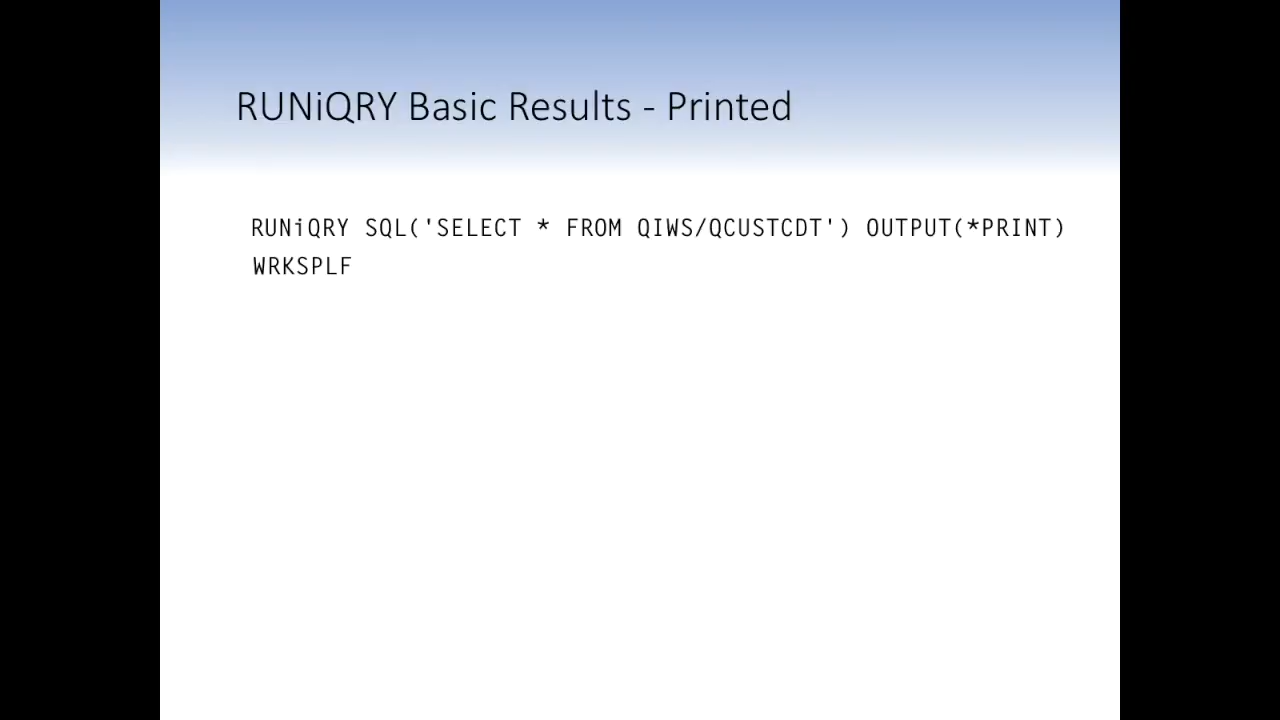 RUNiQRY Basic Results - Printed
RUNiQRY SQL('SELECT * FROM QIWS/QCUSTCDT') OUTPUT(*PRINT)
WRKSPLF